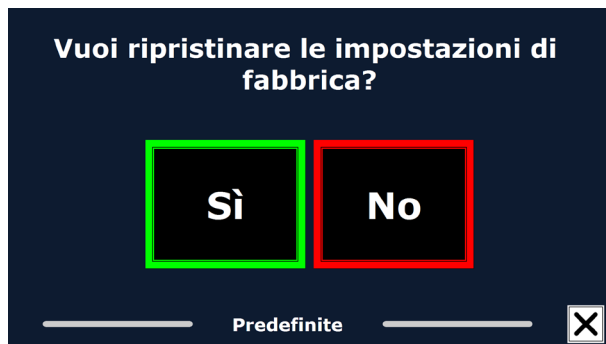 Vuoi ripristinare le impostazioni di
fabbrica?
Sì
No
Predefinite